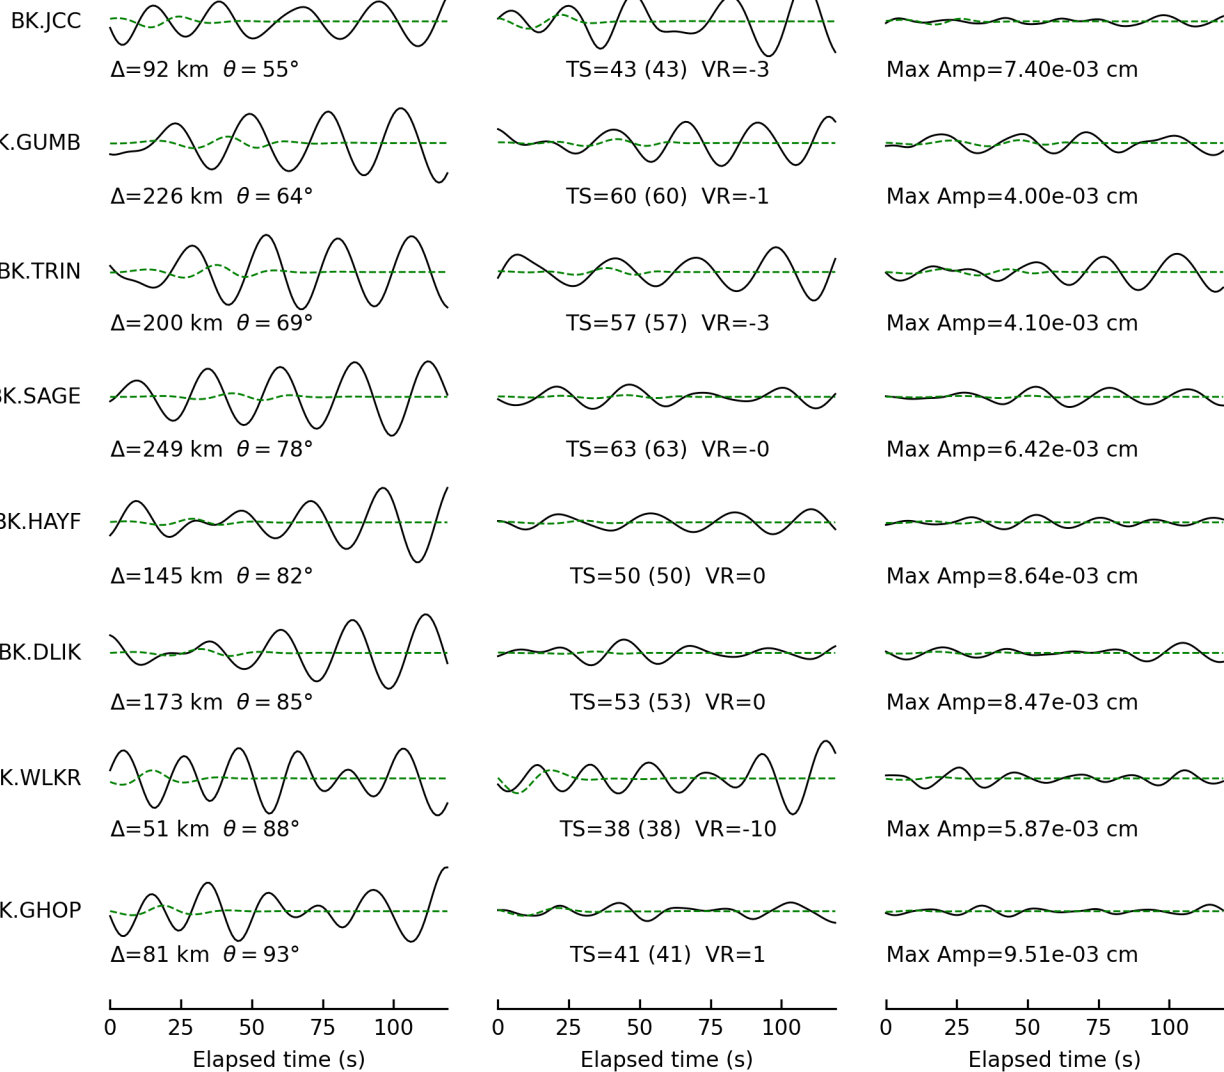 BK.JCC
Δ=92 km θ = 55° TS=43 (43) VR=-3 Max Amp=7.40e-03 cm
K.GUMB
Δ=226 km θ = 64° TS=60 (60) VR=-1 Max Amp=4.00e-03 cm
BK.TRIN
Δ=200 km θ = 69° TS=57 (57) VR=-3 Max Amp=4.10e-03 cm
BK.SAGE
Δ=249 km θ = 78° TS=63 (63) VR=-0 Max Amp=6.42e-03 cm
BK.HAYF
Δ=145 km θ = 82° TS=50 (50) VR=0 Max Amp=8.64e-03 cm
BK.DLIK
Δ=173 km θ = 85° TS=53 (53) VR=0 Max Amp=8.47e-03 cm
K.WLKR
Δ=51 km θ = 88° TS=38 (38) VR=-10 Max Amp=5.87e-03 cm
K.GHOP
Δ=81 km θ = 93° TS=41 (41) VR=1 Max Amp=9.51e-03 cm
0 25 50 75 100 0 25 50 75 100 0 25 50 75 100
Elapsed time (s) Elapsed time (s) Elapsed time (s)